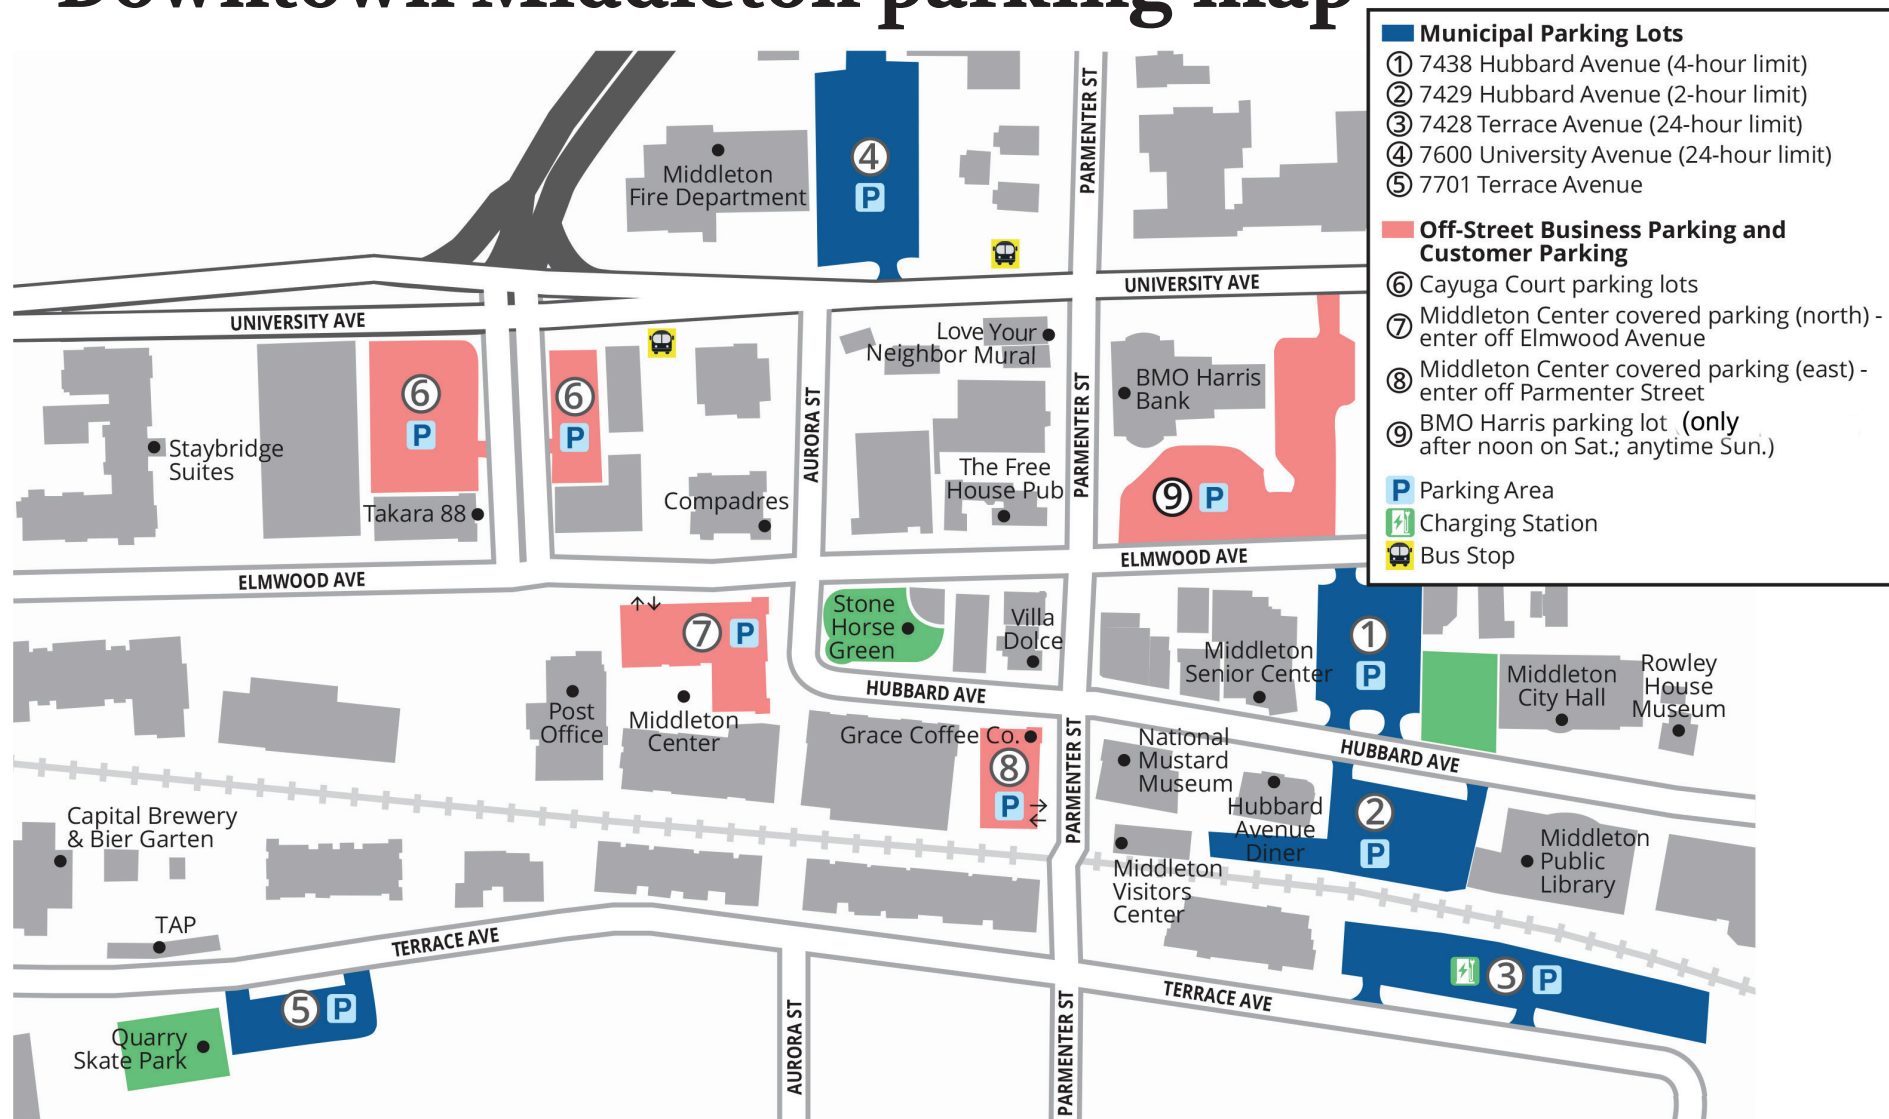 Downtown Middleton parking map
Municipal Parking Lots
① 7438 Hubbard Avenue (4-hour limit)
② 7429 Hubbard Avenue (2-hour limit)
③ 7428 Terrace Avenue (24-hour limit)
④ 7600 University Avenue (24-hour limit)
⑤ 7701 Terrace Avenue
Off-Street Business Parking and
Customer Parking
⑥ Cayuga Court parking lots
⑦ Middleton Center covered parking (north) -
enter off Elmwood Avenue
⑧ Middleton Center covered parking (east) -
enter off Parmenter Street
⑨ BMO Harris parking lot (only
after noon on Sat.; anytime Sun.)
P Parking Area
Charging Station
Bus Stop
PARMENTER ST
4
P
Middleton
Fire Department
UNIVERSITY AVE
UNIVERSITY AVE
Love Your
Neighbor Mural
6
P
6
P
AURORA ST
PARMENTER ST
BMO Harris
Bank
Staybridge
Suites
Takara 88
Compadres
The Free
House Pub
9
P
ELMWOOD AVE
ELMWOOD AVE
7
P
Stone
Horse
Green
Villa
Dolce
Middleton
Senior Center
1
P
Middleton
City Hall
Rowley
House
Museum
HUBBARD AVE
Post
Office
Middleton
Center
Grace Coffee Co.
8
P
PARMENTER ST
National
Mustard
Museum
HUBBARD AVE
Hubbard
Avenue
Diner
2
P
Middleton
Public
Library
Capital Brewery
& Bier Garten
Middleton
Visitors
Center
TAP
TERRACE AVE
3
P
TERRACE AVE
5
P
Quarry
Skate Park
AURORA ST
PARMENTER ST